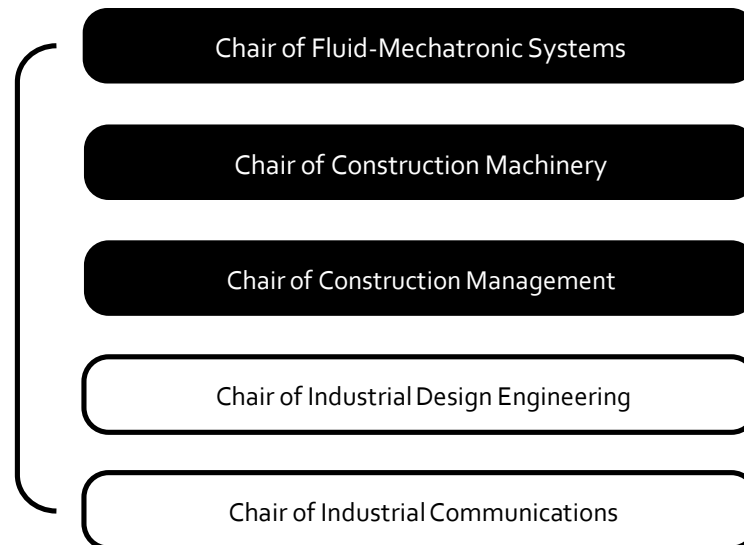 Chair of Fluid-Mechatronic Systems
Chair of Construction Machinery
Chair of Construction Management
Chair of Industrial Design Engineering
Chair of Industrial Communications